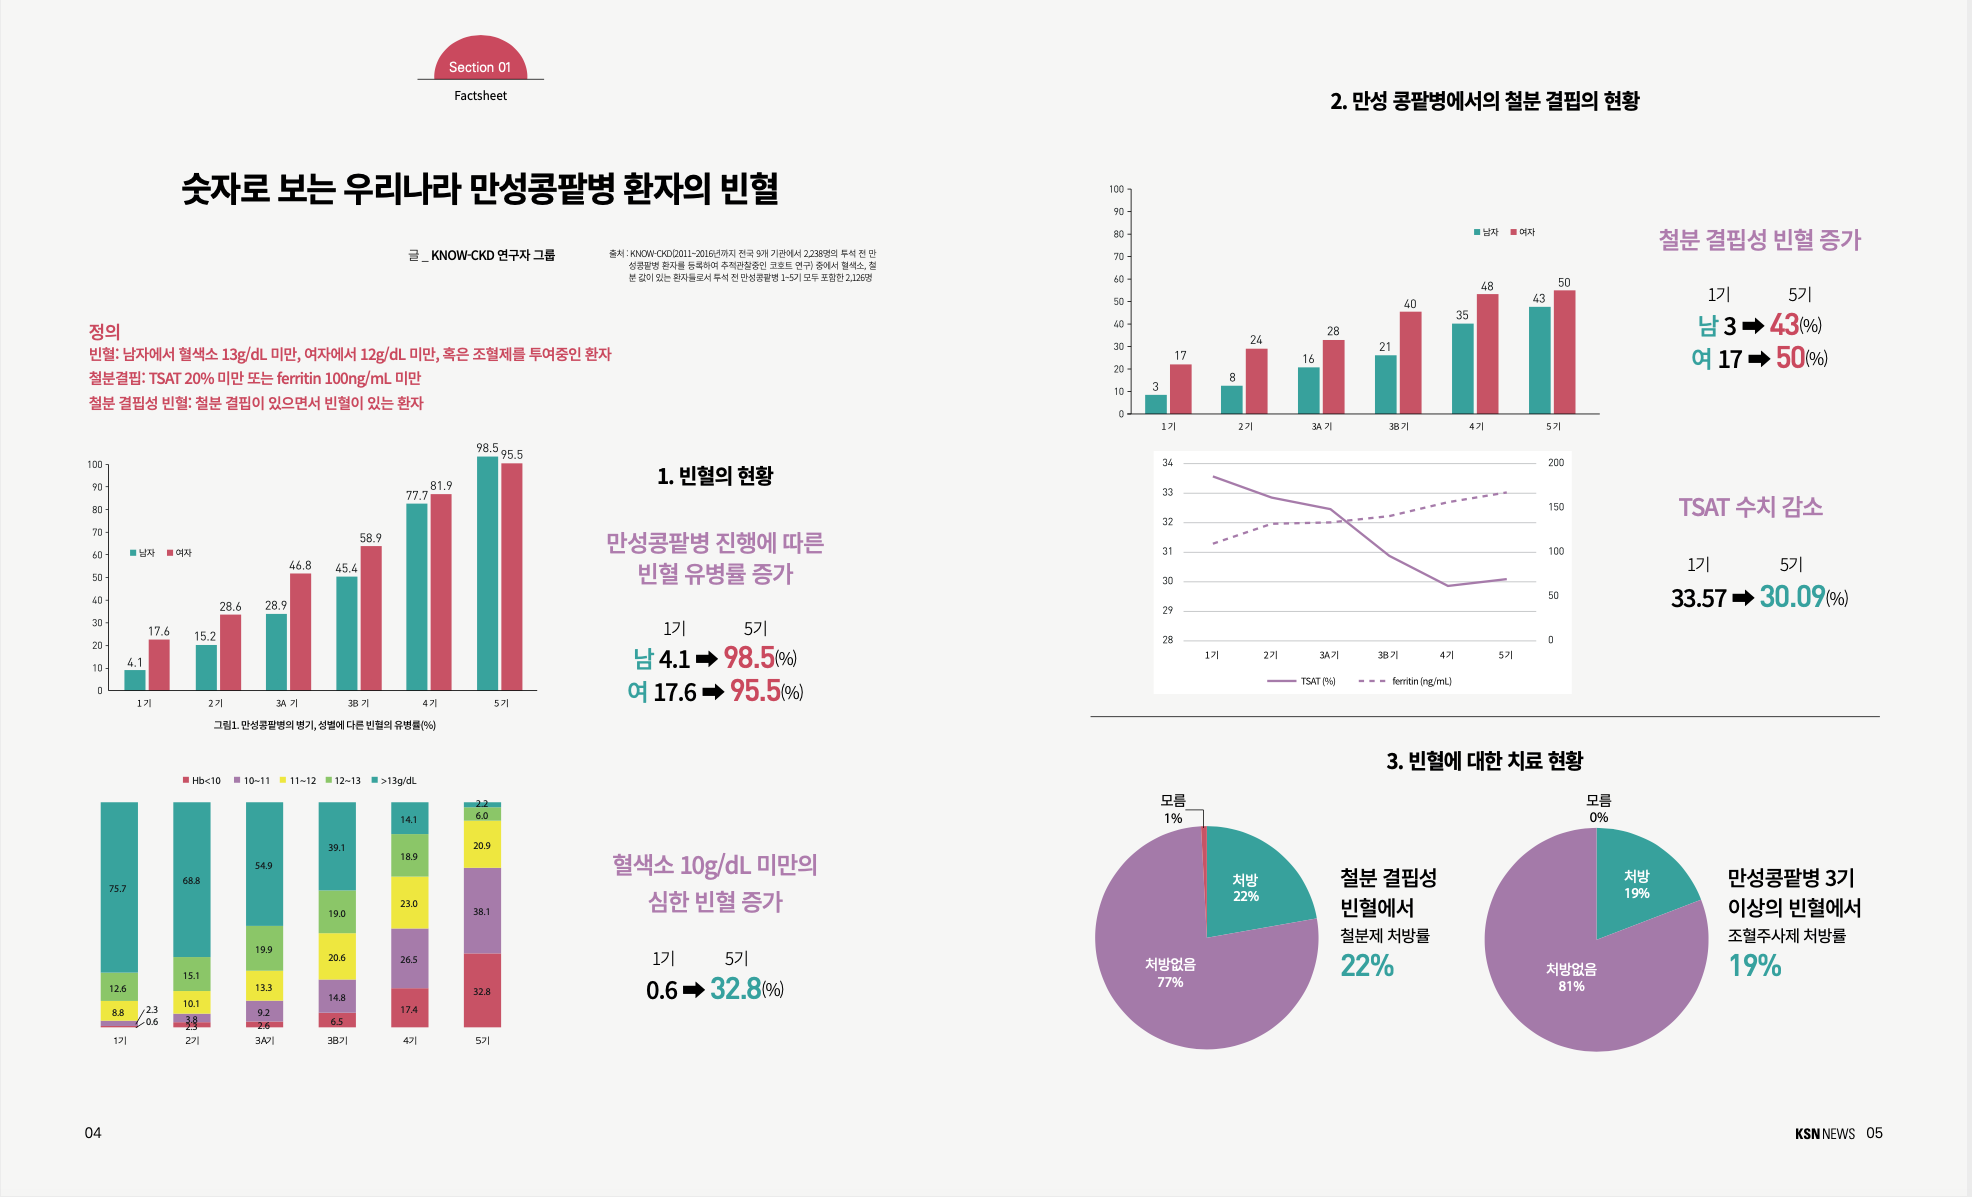 Section 01
Factsheet
숫자로 보는 우리나라 만성콩팥병 환자의 빈혈
글 _ KNOW-CKD 연구자 그룹
출처 : KNOW-CKD(2011~2016년까지 전국 9개 기관에서 2,238명의 투석 전 만
성콩팥병 환자를 등록하여 추적관찰중인 코호트 연구) 중에서 혈색소, 철
분 값이 있는 환자들로서 투석 전 만성콩팥병 1~5기 모두 포함한 2,126명
정의
빈혈: 남자에서 혈색소 13g/dL 미만, 여자에서 12g/dL 미만, 혹은 조혈제를 투여중인 환자
철분결핍: TSAT 20% 미만 또는 ferritin 100ng/mL 미만
철분 결핍성 빈혈: 철분 결핍이 있으면서 빈혈이 있는 환자
100
90
80
70
60
50
40
30
20
10
0
남자 여자
4.1 17.6
15.2 28.6
28.9 46.8
45.4 58.9
77.7 81.9
98.5 95.5
1 기 2 기 3A 기 3B 기 4 기 5 기
그림1. 만성콩팥병의 병기, 성별에 다른 빈혈의 유병률(%)
1. 빈혈의 현황
만성콩팥병 진행에 따른
빈혈 유병률 증가
1기 5기
남 4.1 ➡ 98.5(%)
여 17.6 ➡ 95.5(%)
Hb<10 10~11 11~12 12~13 >13g/dL
75.7
12.6
8.8
2.3
0.6
68.8
15.1
10.1
3.8
2.3
54.9
19.9
13.3
9.2
2.6
39.1
19.0
20.6
14.8
6.5
14.1
18.9
23.0
26.5
17.4
2.2
6.0
20.9
38.1
32.8
1기 2기 3A기 3B기 4기 5기
혈색소 10g/dL 미만의
심한 빈혈 증가
1기 5기
0.6 ➡ 32.8(%)
04
2. 만성 콩팥병에서의 철분 결핍의 현황
100
90
80
70
60
50
40
30
20
10
0
남자 여자
3 17
8 24
16 28
21 40
35 48
43 50
1 기 2 기 3A 기 3B 기 4 기 5 기
철분 결핍성 빈혈 증가
1기 5기
남 3 ➡ 43(%)
여 17 ➡ 50(%)
34
33
32
31
30
29
28
200
150
100
50
0
1기 2기 3A기 3B기 4기 5기
TSAT (%) ferritin (ng/mL)
TSAT 수치 감소
1기 5기
33.57 ➡ 30.09(%)
3. 빈혈에 대한 치료 현황
모름
1%
처방
22%
처방없음
77%
철분 결핍성
빈혈에서
철분제 처방률
22%
모름
0%
처방
19%
처방없음
81%
만성콩팥병 3기
이상의 빈혈에서
조혈주사제 처방률
19%
KSN NEWS 05